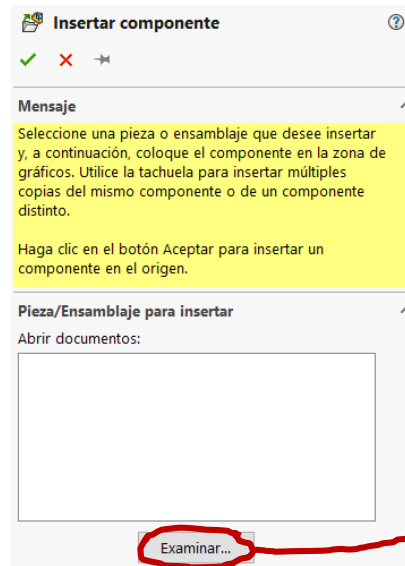 Insertar componente
Mensaje
Seleccione una pieza o ensamblaje que desee insertar
y, a continuación, coloque el componente en la zona de
gráficos. Utilice la tachuela para insertar múltiples
copias del mismo componente o de un componente
distinto.
Haga clic en el botón Aceptar para insertar un
componente en el origen.
Pieza/Ensamblaje para insertar
Abrir documentos:
Examinar...